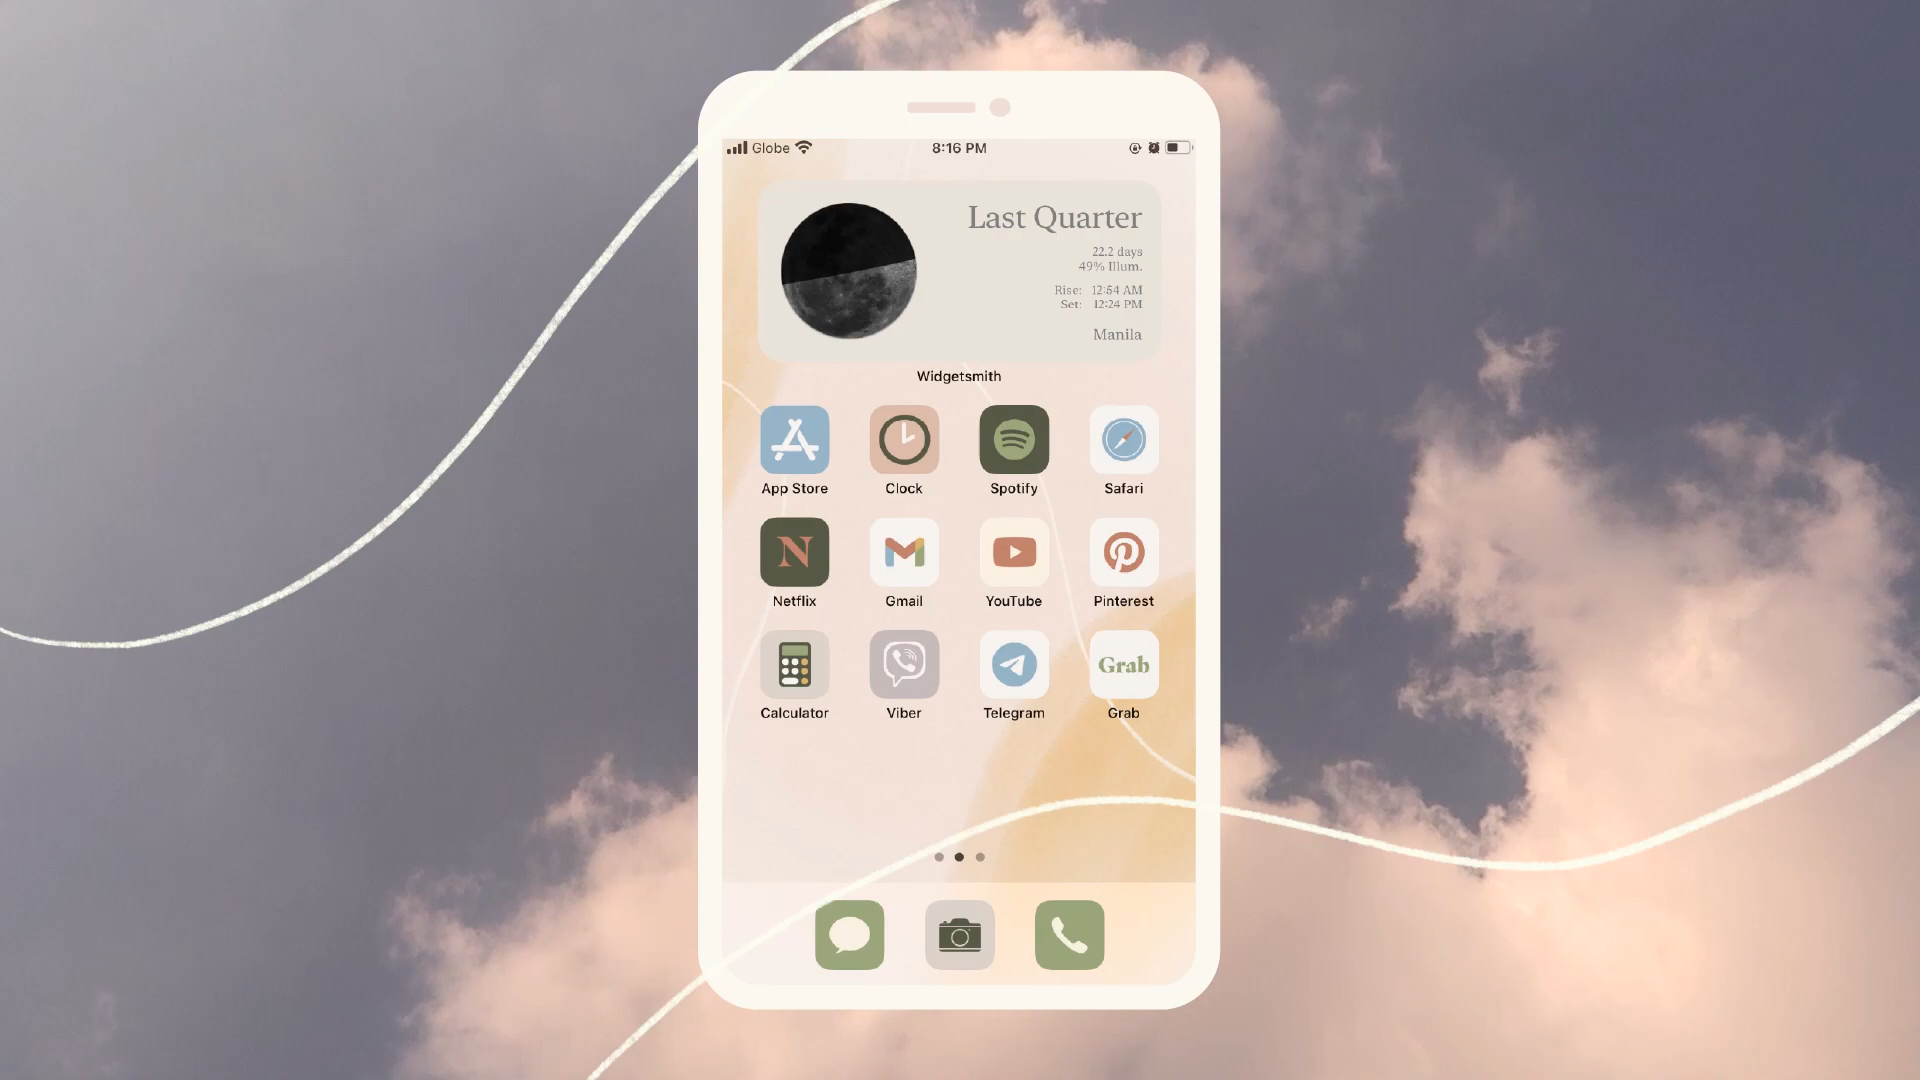 Globe
8:16 PM
Last Quarter
22.2 days
49% Illum.
Rise: 12:54 AM
Set: 12:24 PM
Manila
Widgetsmith
App Store Clock Spotify Safari
N
Netflix Gmail YouTube Pinterest
Grab
Calculator Viber Telegram Grab